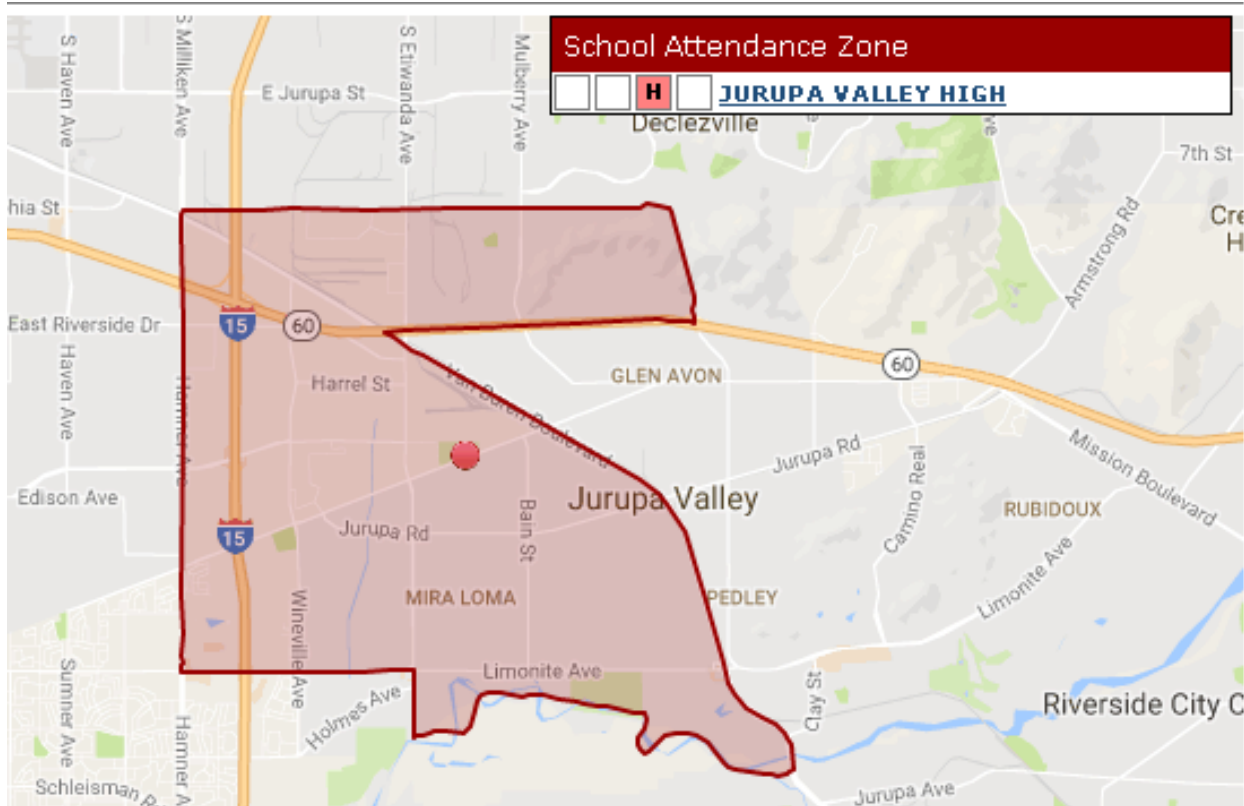 School Attendance Zone
H JURUPA VALLEY HIGH
S Haven Ave
S Milliken Ave
S Etiwanda Ave
Mulberry Ave
E Jurupa St
Declezville
ve
7th St
hia St
Cre
H
Armstrong Rd
East Riverside Dr
15
60
60
Haven Ave
Hamner Ave
Harrel St
Van Buren Boulevard
GLEN AVON
Jurupa Rd
Camino Real
Mission Boulevard
Edison Ave
Jurupa Valley
RUBIDOUX
15
Jurupa Rd
Bain St
MIRA LOMA
PEDLEY
Limonite Ave
Wineville Ave
Limonite Ave
Sumner Ave
Hamner A
Holmes Ave
Clay St
Riverside City C
Schleisman R
Jurupa Ave